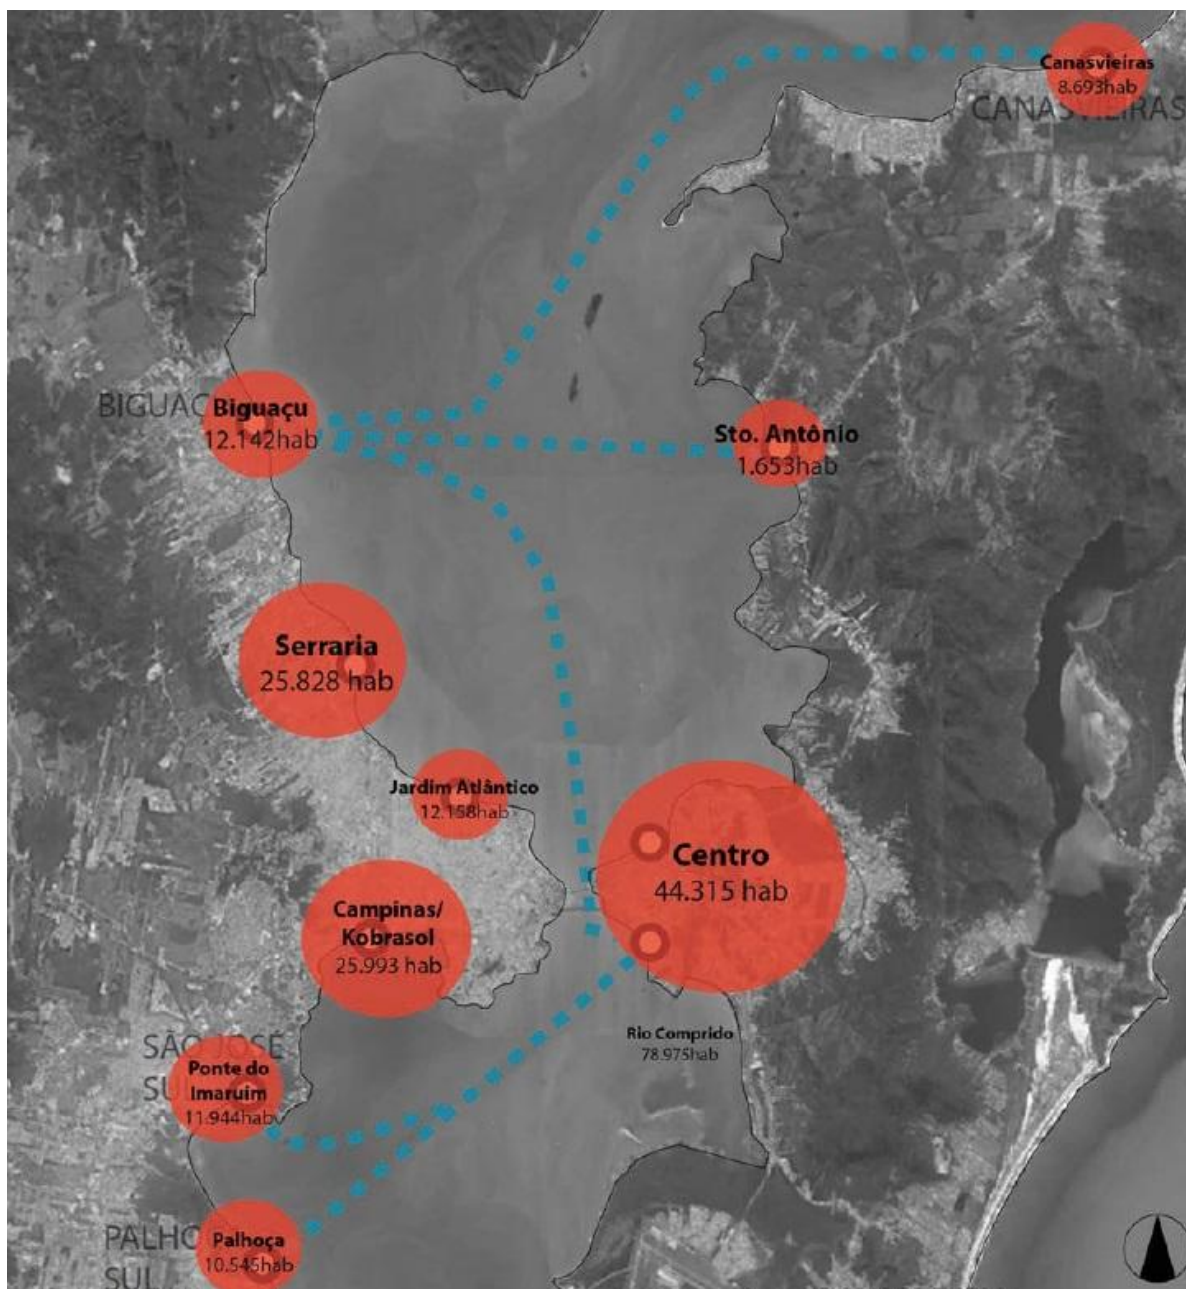 Canasvieiras
8.693hab
CANASVIEIRAS
BIGUAÇ
Biguaçu
12.142hab
Sto. Antônio
1.653hab
Serraria
25.828 hab
Jardim Atlântico
12.158hab
Centro
44.315 hab
Campinas/
Kobrasol
25.993 hab
Rio Comprido
78.975hab
SÃO JOSÉ
SUL
Ponte do
Imaruim
11.944hab
PALHO
SUL
Palhoça
10.545hab